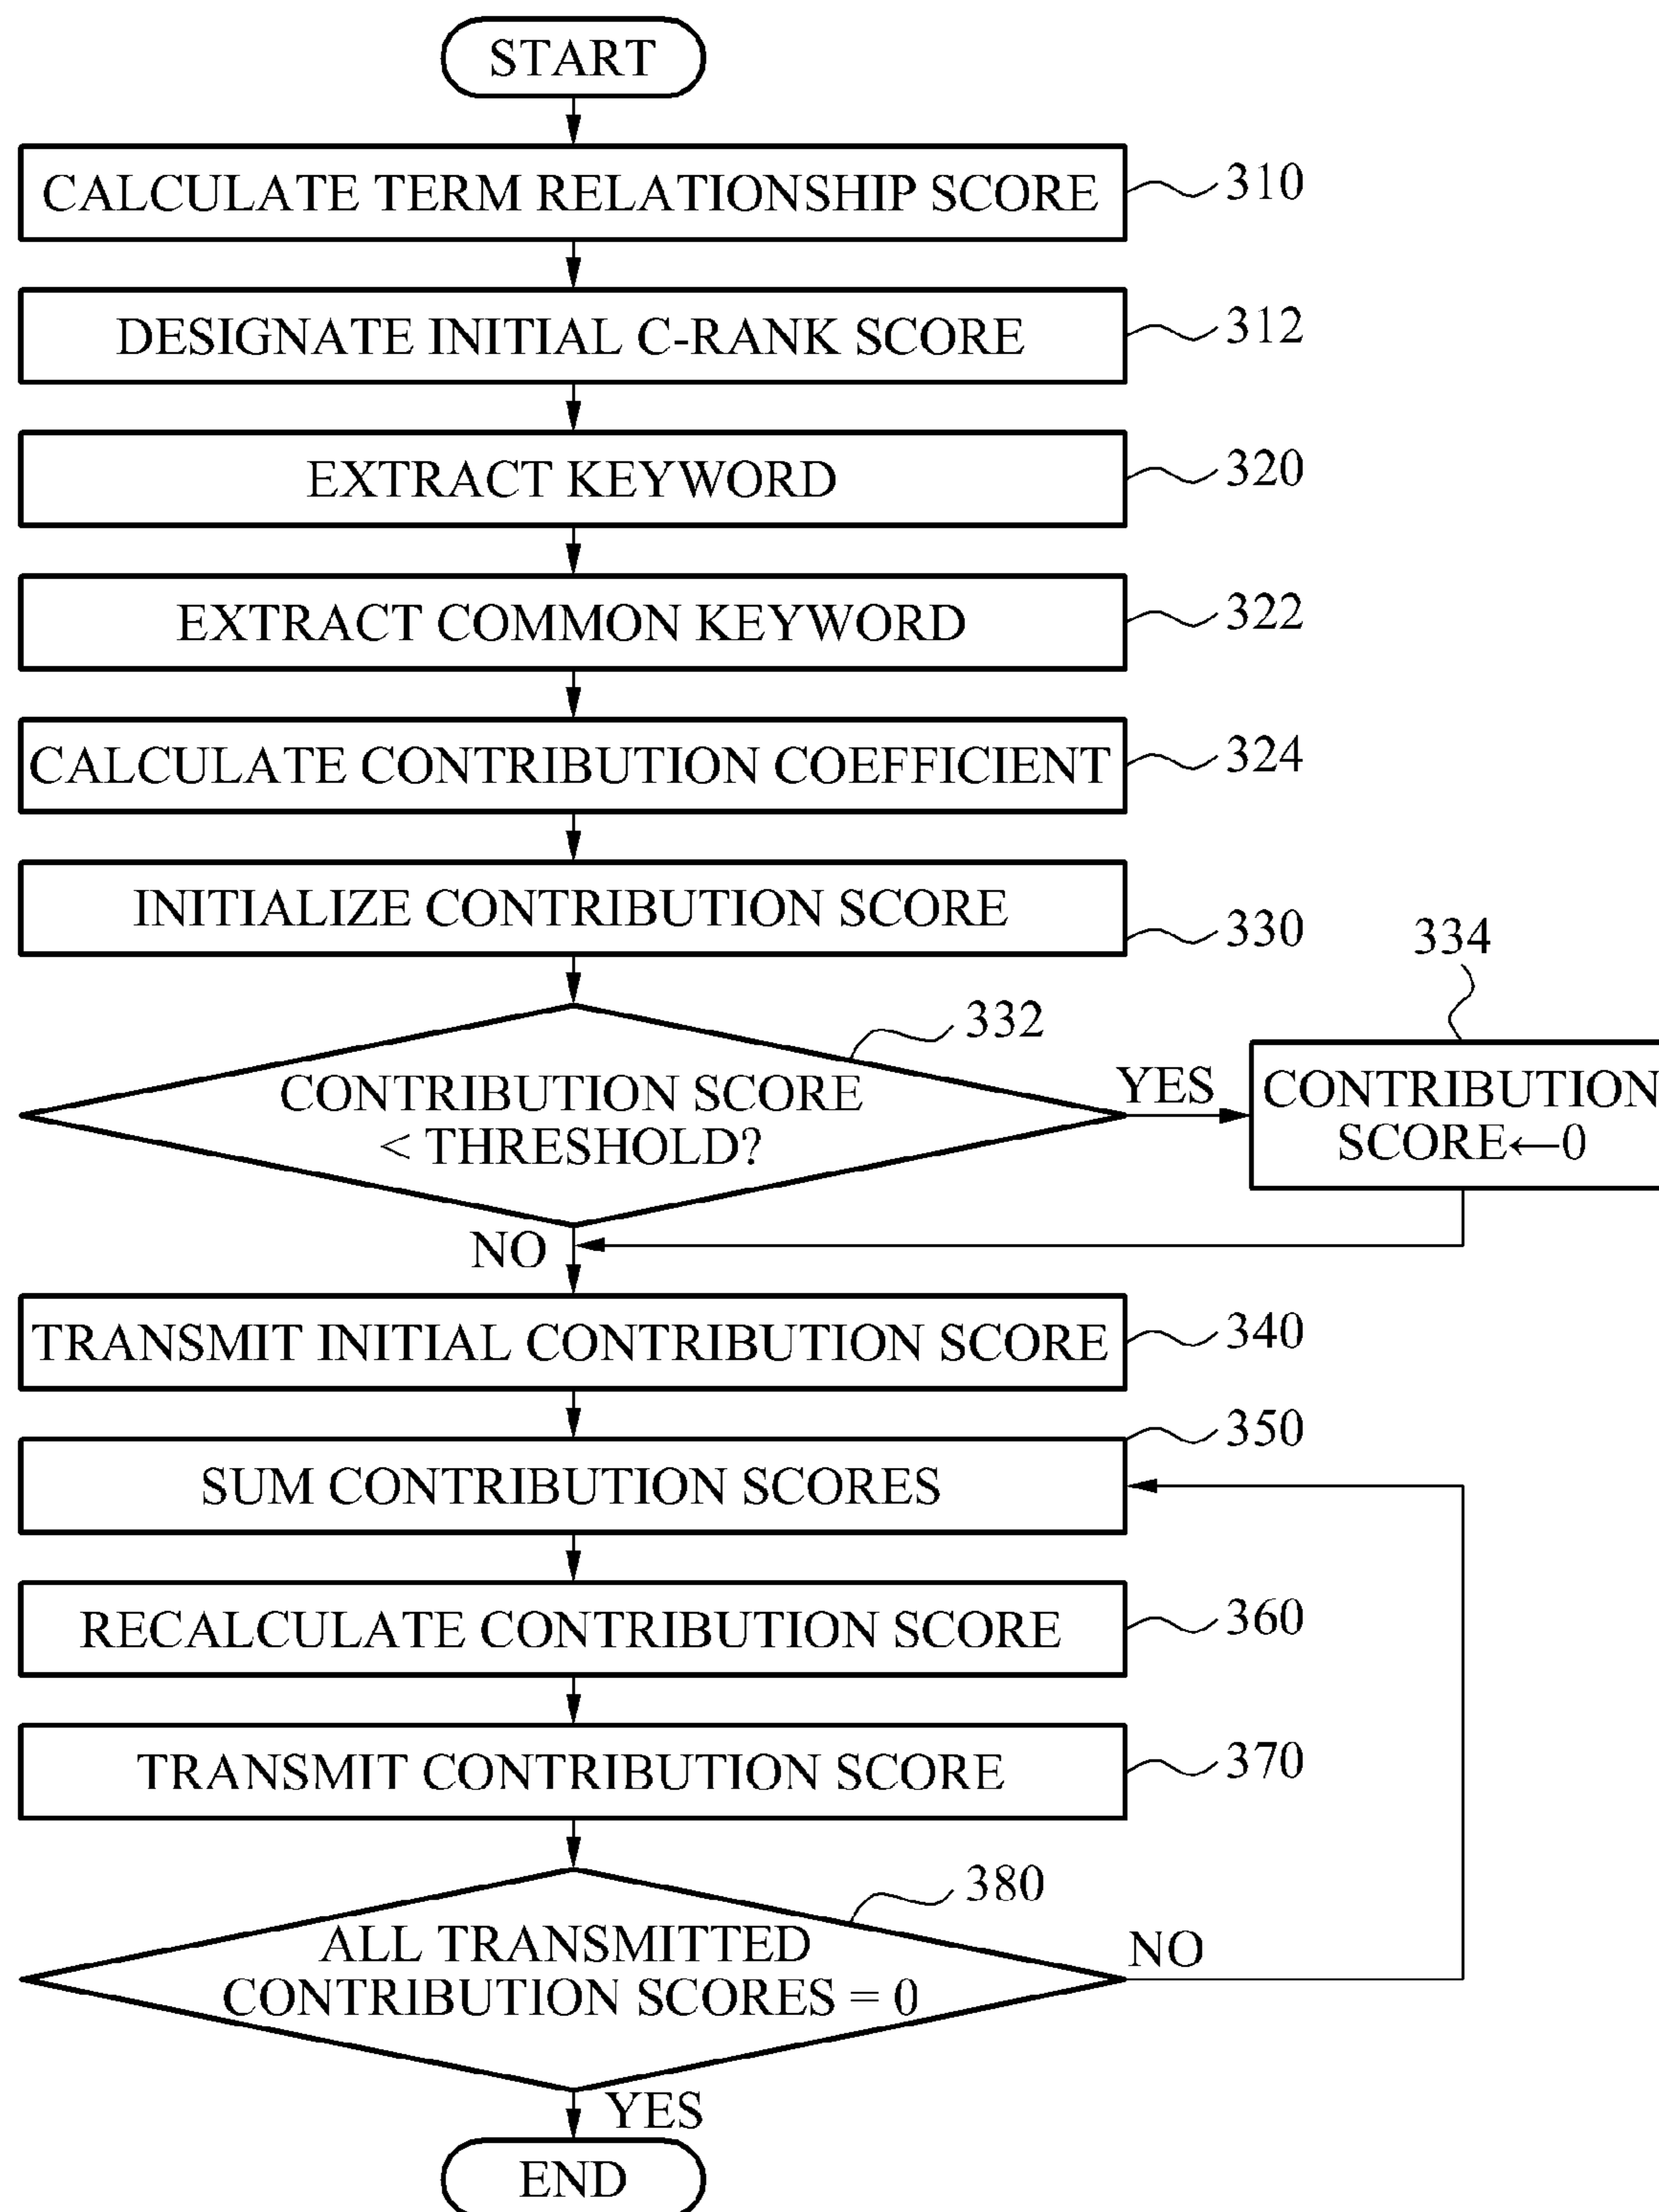 START
CALCULATE TERM RELATIONSHIP SCORE
310
DESIGNATE INITIAL C-RANK SCORE
312
EXTRACT KEYWORD
320
EXTRACT COMMON KEYWORD
322
CALCULATE CONTRIBUTION COEFFICIENT
324
INITIALIZE CONTRIBUTION SCORE
330
332
CONTRIBUTION SCORE
< THRESHOLD?
YES
334
CONTRIBUTION
SCORE←0
NO
TRANSMIT INITIAL CONTRIBUTION SCORE
340
SUM CONTRIBUTION SCORES
350
RECALCULATE CONTRIBUTION SCORE
360
TRANSMIT CONTRIBUTION SCORE
370
380
ALL TRANSMITTED
CONTRIBUTION SCORES = 0
NO
YES
END